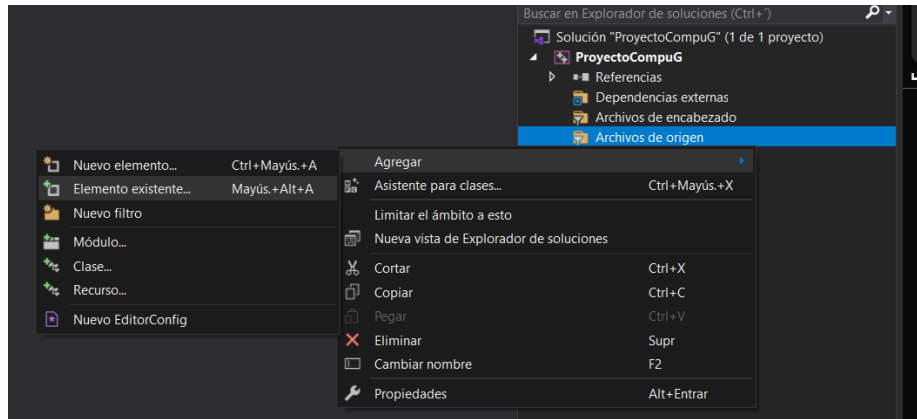 Buscar en Explorador de soluciones (Ctrl+´)
Solución "ProyectoCompuG" (1 de 1 proyecto)
ProyectoCompuG
Referencias
Dependencias externas
Archivos de encabezado
Archivos de origen
Agregar
Asistente para clases... Ctrl+Mayús.+X
Limitar el ámbito a esto
Nueva vista de Explorador de soluciones
Cortar Ctrl+X
Copiar Ctrl+C
Pegar Ctrl+V
Eliminar Supr
Cambiar nombre F2
Propiedades Alt+Entrar
Nuevo elemento... Ctrl+Mayús.+A
Elemento existente... Mayús.+Alt+A
Nuevo filtro
Módulo...
Clase...
Recurso...
Nuevo EditorConfig